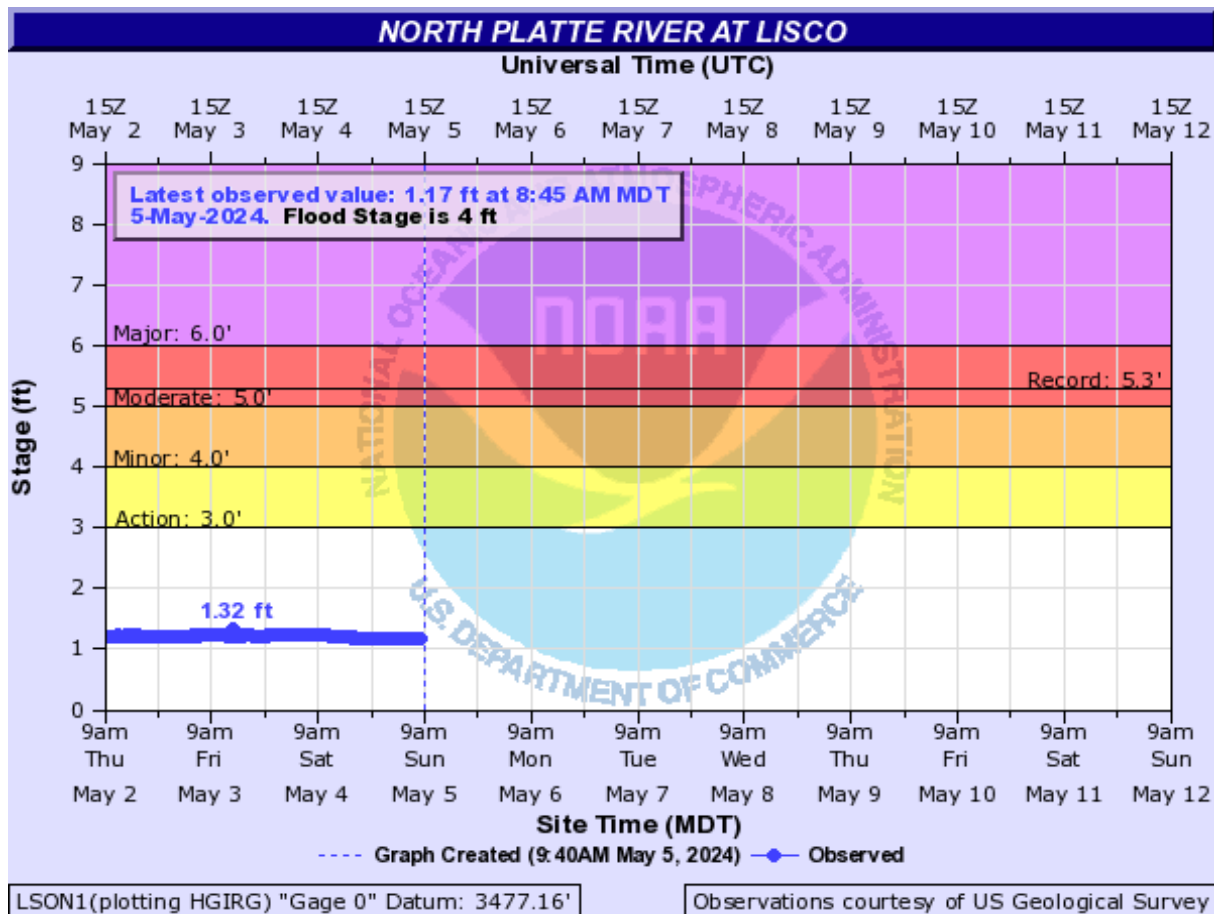 NORTH PLATTE RIVER AT LISCO
Universal Time (UTC)
15Z 15Z 15Z 15Z 15Z 15Z 15Z 15Z 15Z 15Z 15Z
May 2 May 3 May 4 May 5 May 6 May 7 May 8 May 9 May 10 May 11 May 12
Latest observed value: 1.17 ft at 8:45 AM MDT
5-May-2024. Flood Stage is 4 ft
NATIONAL OCEANIC AND ATMOSPHERIC ADMINISTRATION
NOAA
U.S. DEPARTMENT OF COMMERCE
Stage (ft)
9
8
7
6
5
4
3
2
1
0
Major: 6.0'
Record: 5.3'
Moderate: 5.0'
Minor: 4.0'
Action: 3.0'
1.32 ft
9am 9am 9am 9am 9am 9am 9am 9am 9am 9am 9am
Thu Fri Sat Sun Mon Tue Wed Thu Fri Sat Sun
May 2 May 3 May 4 May 5 May 6 May 7 May 8 May 9 May 10 May 11 May 12
Site Time (MDT)
Graph Created (9:40AM May 5, 2024) Observed
LSON1(plotting HGIRG) "Gage 0" Datum: 3477.16'
Observations courtesy of US Geological Survey